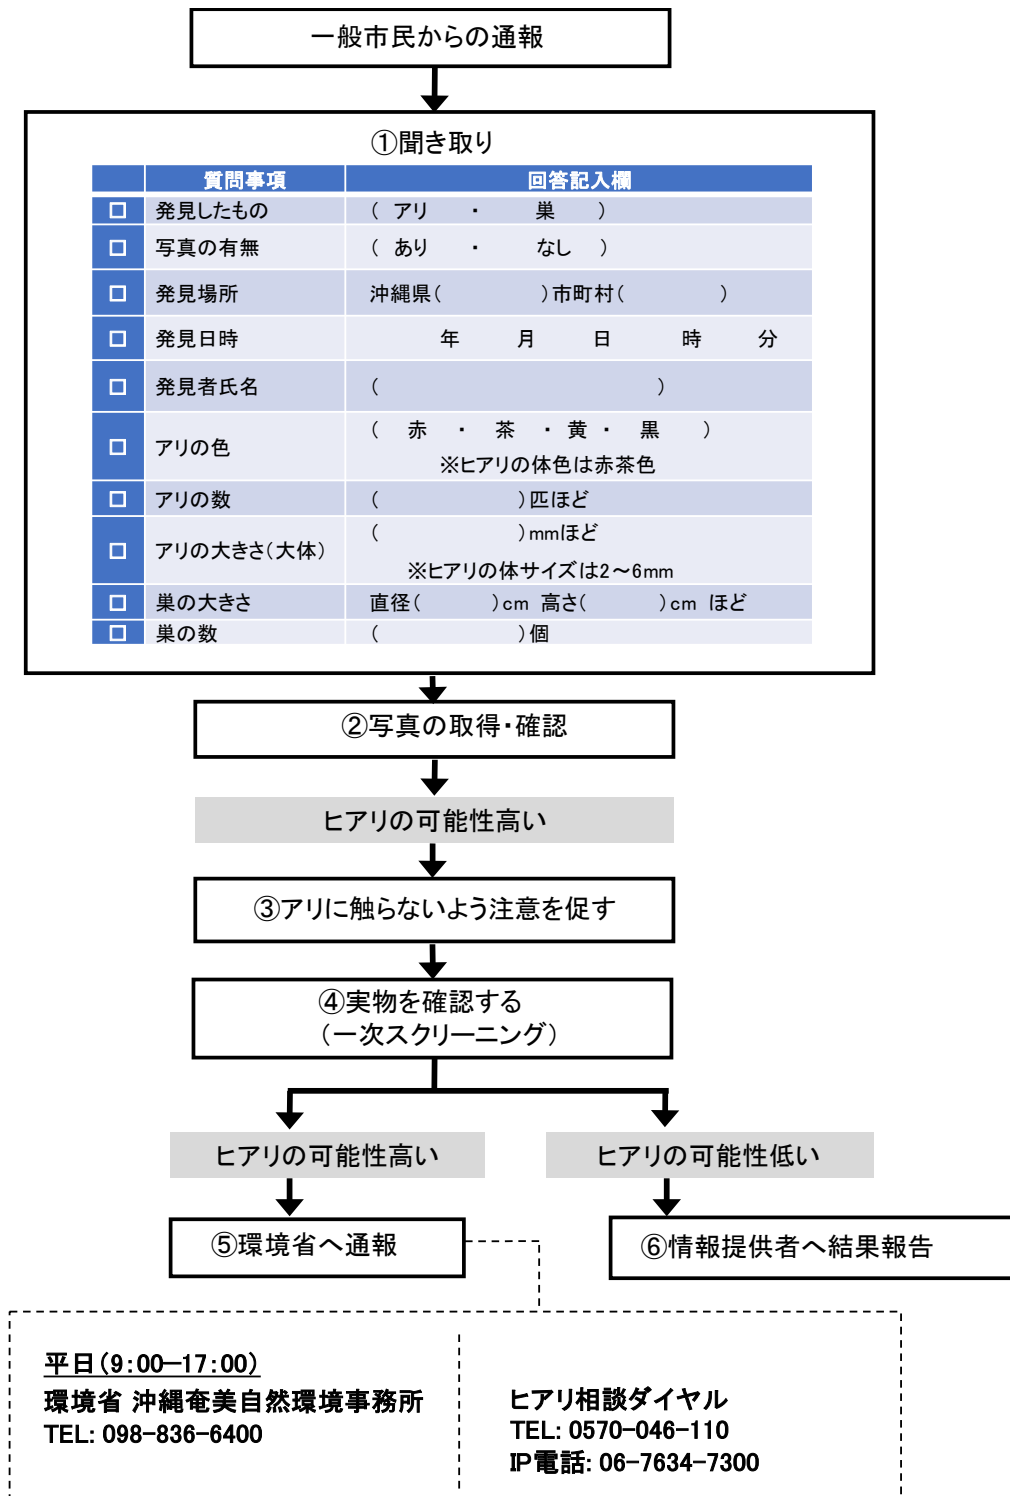 一般市民からの通報
①聞き取り
質問事項 回答記入欄
□ 発見したもの ( アリ ・ 巣 )
□ 写真の有無 ( あり ・ なし )
□ 発見場所 沖縄県( )市町村( )
□ 発見日時 年 月 日 時 分
□ 発見者氏名 ( )
□ アリの色 ( 赤 ・ 茶 ・ 黄 ・ 黒 )
※ヒアリの体色は赤茶色
□ アリの数 ( )匹ほど
□ アリの大きさ(大体) ( )mmほど
※ヒアリの体サイズは2～6mm
□ 巣の大きさ 直径( )cm 高さ( )cm ほど
□ 巣の数 ( )個
②写真の取得・確認
ヒアリの可能性高い
③アリに触らないよう注意を促す
④実物を確認する
(一次スクリーニング)
ヒアリの可能性高い ヒアリの可能性低い
⑤環境省へ通報 ⑥情報提供者へ結果報告
平日(9:00―17:00)
環境省 沖縄奄美自然環境事務所
TEL: 098-836-6400
ヒアリ相談ダイヤル
TEL: 0570-046-110
IP電話: 06-7634-7300